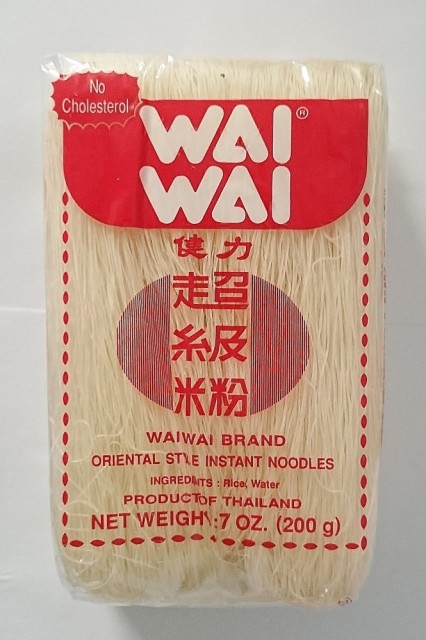 No
Cholesterol
WAI®
WAI
健力
超
級
米粉
WAIWAI BRAND
ORIENTAL STYLE INSTANT NOODLES
INGREDIENTS : Rice, Water
PRODUCT OF THAILAND
NET WEIGHT :7 OZ. (200 g)